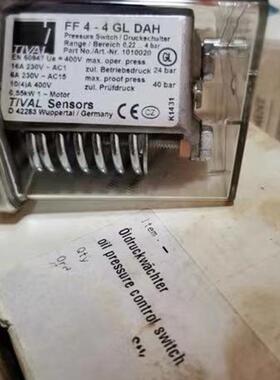 TIVAL
FF 4 - 4 GL DAH
Pressure Switch / Druckschalter
Range / Bereich 0,22 ... 4 bar
Part No./Art.-Nr. 1010020
EN 60947 Ue = 400V
16A 230V - AC1
6A 230V - AC15
10(4)A 400V
0,55kW 1 ~ Motor
max. oper. press
zul. Betriebsdruck 24 bar
max. proof press
zul. Prüfdruck 40 bar
TIVAL Sensors
D 42283 Wuppertal / Germany
CE
GL
CCC
K1431
Item.
Öldruckwächter
oil pressure control switch
Qty
Ord